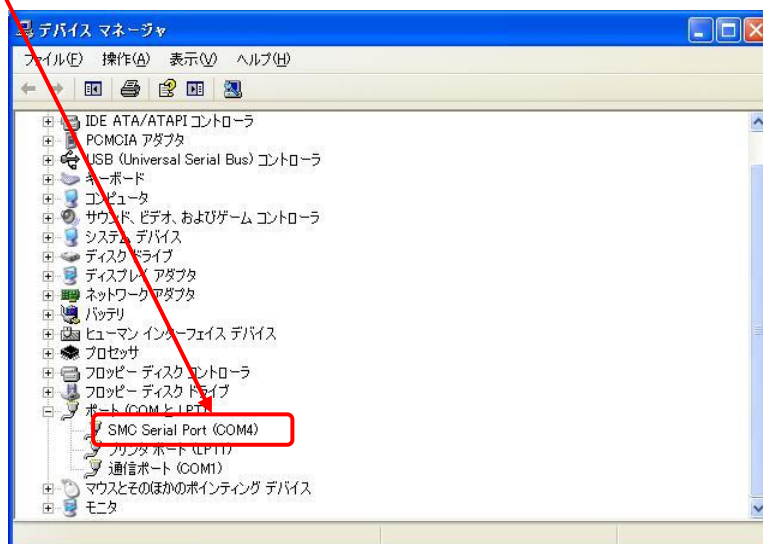 デバイス マネージャ
ファイル(F) 操作(A) 表示(V) ヘルプ(H)
IDE ATA/ATAPI コントローラ
PCMCIA アダプタ
USB (Universal Serial Bus) コントローラ
キーボード
コンピュータ
サウンド、ビデオ、およびゲーム コントローラ
システム デバイス
ディスク ドライブ
ディスプレイ アダプタ
ネットワーク アダプタ
バッテリ
ヒューマン インターフェイス デバイス
プロセッサ
フロッピー ディスク コントローラ
フロッピー ディスク ドライブ
ポート (COM と LPT)
SMC Serial Port (COM4)
プリンタ ポート (LPT1)
通信ポート (COM1)
マウスとそのほかのポインティング デバイス
モニタ